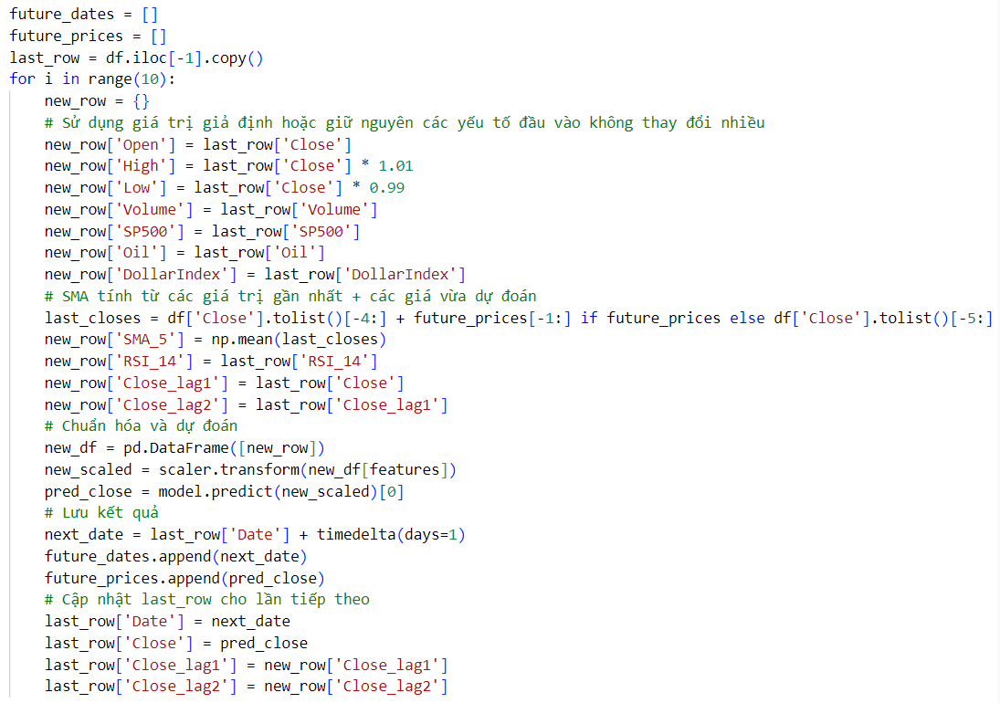 future_dates = []
future_prices = []
last_row = df.iloc[-1].copy()
for i in range(10):
    new_row = {}
    # Sử dụng giá trị giả định hoặc giữ nguyên các yếu tố đầu vào không thay đổi nhiều
    new_row['Open'] = last_row['Close']
    new_row['High'] = last_row['Close'] * 1.01
    new_row['Low'] = last_row['Close'] * 0.99
    new_row['Volume'] = last_row['Volume']
    new_row['SP500'] = last_row['SP500']
    new_row['Oil'] = last_row['Oil']
    new_row['DollarIndex'] = last_row['DollarIndex']
    # SMA tính từ các giá trị gần nhất + các giá vừa dự đoán
    last_closes = df['Close'].tolist()[-4:] + future_prices[-1:] if future_prices else df['Close'].tolist()[-5:]
    new_row['SMA_5'] = np.mean(last_closes)
    new_row['RSI_14'] = last_row['RSI_14']
    new_row['Close_lag1'] = last_row['Close']
    new_row['Close_lag2'] = last_row['Close_lag1']
    # Chuẩn hóa và dự đoán
    new_df = pd.DataFrame([new_row])
    new_scaled = scaler.transform(new_df[features])
    pred_close = model.predict(new_scaled)[0]
    # Lưu kết quả
    next_date = last_row['Date'] + timedelta(days=1)
    future_dates.append(next_date)
    future_prices.append(pred_close)
    # Cập nhật last_row cho lần tiếp theo
    last_row['Date'] = next_date
    last_row['Close'] = pred_close
    last_row['Close_lag1'] = new_row['Close_lag1']
    last_row['Close_lag2'] = new_row['Close_lag2']